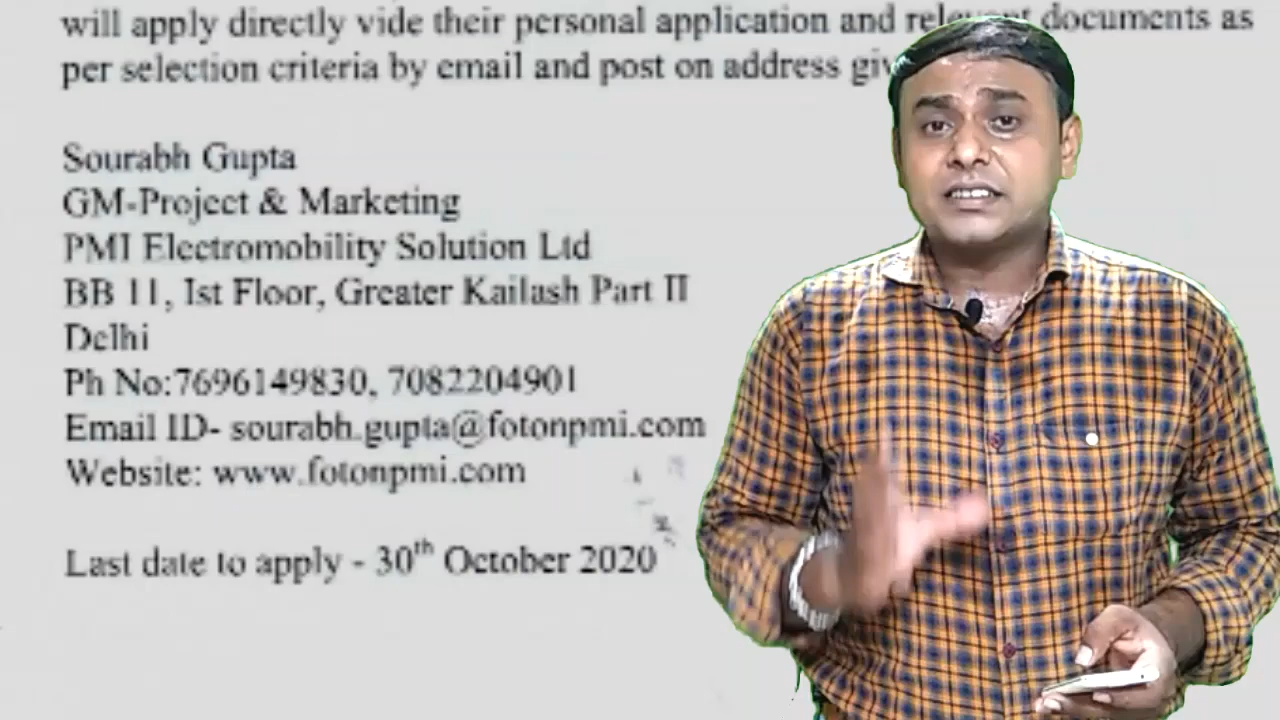 will apply directly vide their personal application and relevant documents as
per selection criteria by email and post on address
Sourabh Gupta
GM-Project & Marketing
PMI Electromobility Solution Ltd
BB 11, Ist Floor, Greater Kailash Part II
Delhi
Ph No:7696149830, 7082204901
Email ID- sourabh.gupta@fotonpmi.com
Website: www.fotonpmi.com
Last date to apply - 30th October 2020